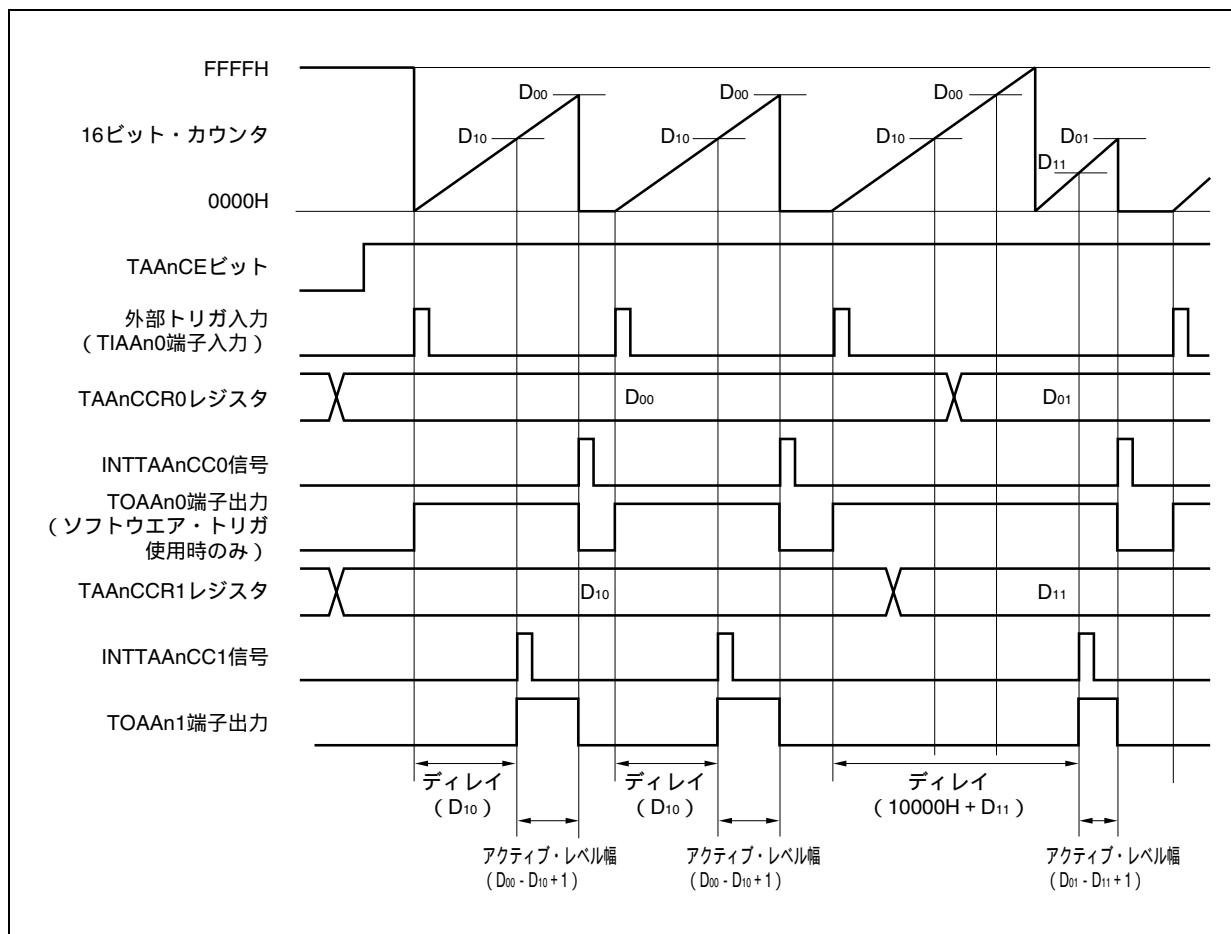 FFFFH
D00
D00
D00
16ビット・カウンタ
D10
D10
D10
D01
D11
0000H
TAAnCEビット
外部トリガ入力
（TIAAn0端子入力）
TAAnCCR0レジスタ
D00
D01
INTTAAnCC0信号
TOAAn0端子出力
（ソフトウエア・トリガ
使用時のみ）
TAAnCCR1レジスタ
D10
D11
INTTAAnCC1信号
TOAAn1端子出力
ディレイ
（D10）
ディレイ
（D10）
ディレイ
（10000H + D11）
アクティブ・レベル幅
（D00 - D10 + 1）
アクティブ・レベル幅
（D00 - D10 + 1）
アクティブ・レベル幅
（D01 - D11 + 1）